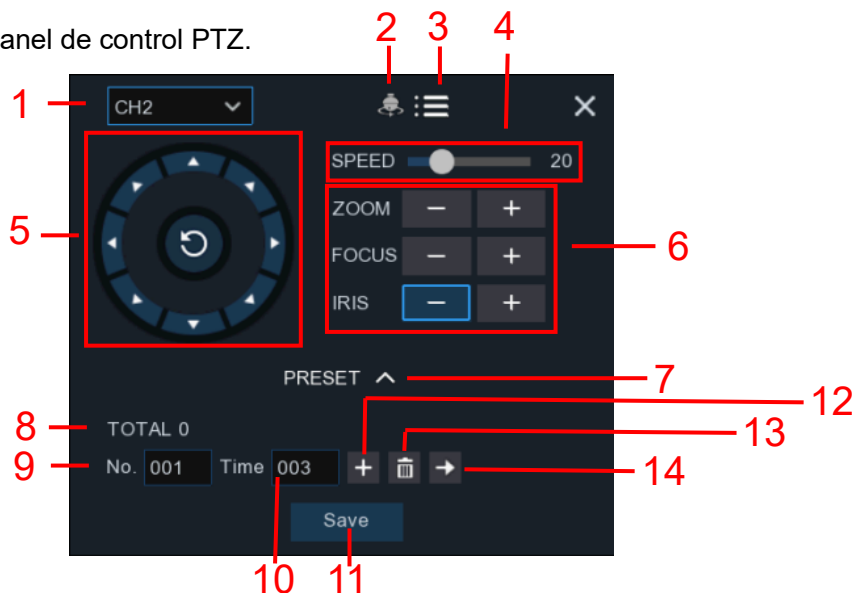 anel de control PTZ.
2 3 4
1 CH2
SPEED 20
ZOOM − +
5 FOCUS − + 6
IRIS − +
PRESET 7
12
8 TOTAL 0 13
9 No. 001 Time 003 + 14
Save
10 11